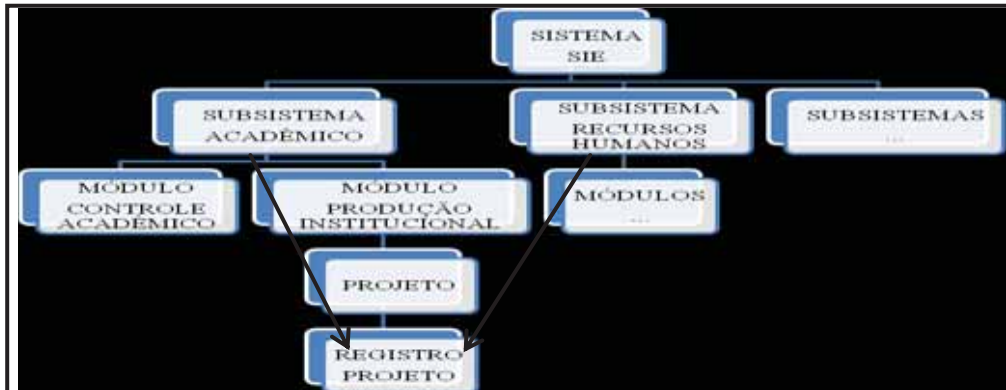 SISTEMA
SIE
SUBSISTEMA
ACADÊMICO
SUBSISTEMA
RECURSOS
HUMANOS
SUBSISTEMAS
...
MÓDULO
CONTROLE
ACADÊMICO
MÓDULO
PRODUÇÃO
INSTITUCIONAL
MÓDULOS
...
PROJETO
REGISTRO
PROJETO